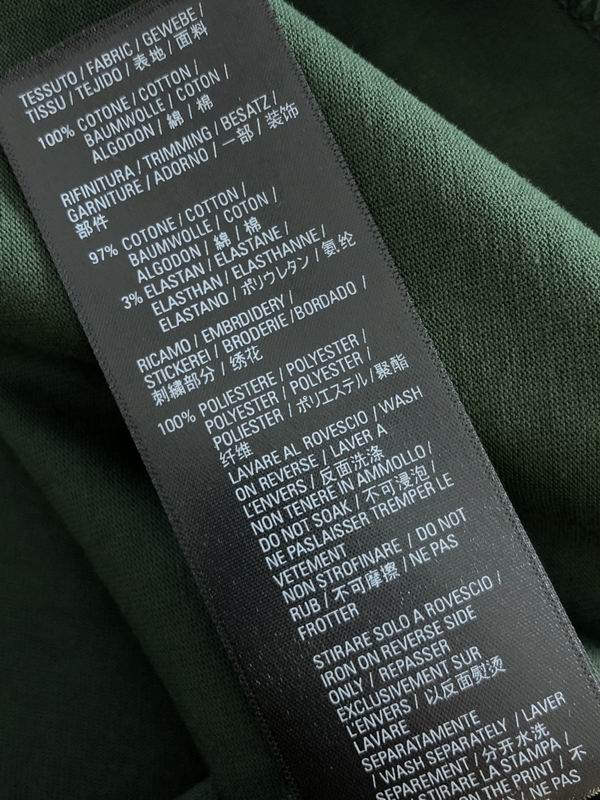 TESSUTO / FABRIC / GEWEBE /
TISSU / TEJIDO / 表地 / 面料
100% COTONE / COTTON /
BAUMWOLLE / COTON /
ALGODON / 綿 / 棉
RIFINITURA / TRIMMING / BESATZ /
GARNITURE / ADORNO / 一部 / 装饰
部件
97% COTONE / COTTON /
BAUMWOLLE / COTON /
ALGODON / 綿 / 棉
3% ELASTAN / ELASTANE /
ELASTHAN / ELASTHANNE /
ELASTANO / ポリウレタン / 氨纶
RICAMO / EMBRDIDERY /
STICKEREI / BRODERIE /BORDADO /
刺繍部分 / 绣花
100% POLIESTERE / POLYESTER /
POLYESTER / POLYESTER /
POLIESTER / ポリエステル / 聚酯
纤维
LAVARE AL ROVESCIO / WASH
ON REVERSE / LAVER A
L'ENVERS / 反面洗涤
NON TENERE IN AMMOLLO /
DO NOT SOAK / 不可浸泡 /
NE PASLAISSER TREMPER LE
VETEMENT
NON STROFINARE / DO NOT
RUB / 不可摩擦 / NE PAS
FROTTER
STIRARE SOLO A ROVESCIO /
IRON ON REVERSE SIDE
ONLY / REPASSER
EXCLUSIVEMENT SUR
L'ENVERS / 以反面熨烫
LAVARE
SEPARATAMENTE
/ WASH SEPARATELY / LAVER
SEPAREMENT / 分开水洗
STIRARE LA STAMPA /
ON THE PRINT / 不
/ NE PAS